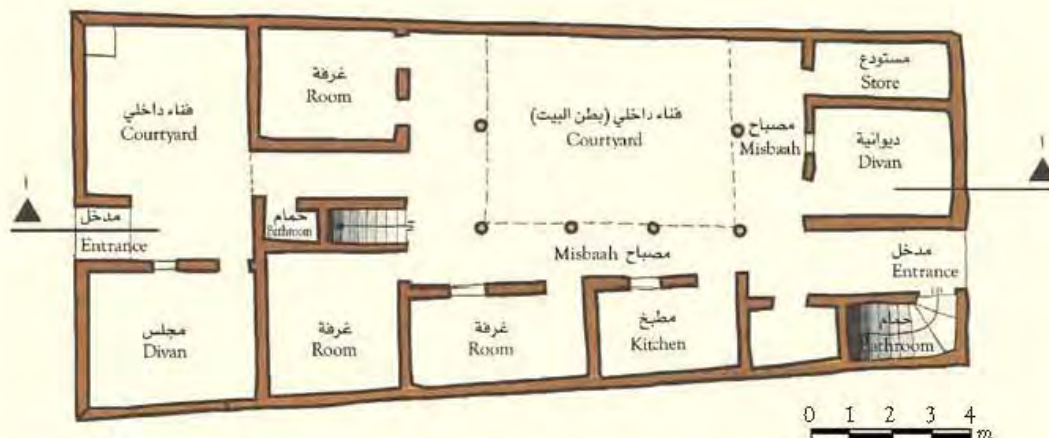 مستودع
Store
غرفة
Room
فناء داخلي
Courtyard
فناء داخلي (بطن البيت)
Courtyard
مصباح
Misbaah
ديوانية
Divan
١
١
مدخل
Entrance
حمام
Bathroom
Misbaah مصباح
مدخل
Entrance
مجلس
Divan
غرفة
Room
غرفة
Room
مطبخ
Kitchen
حمام
Bathroom
0 1 2 3 4
m